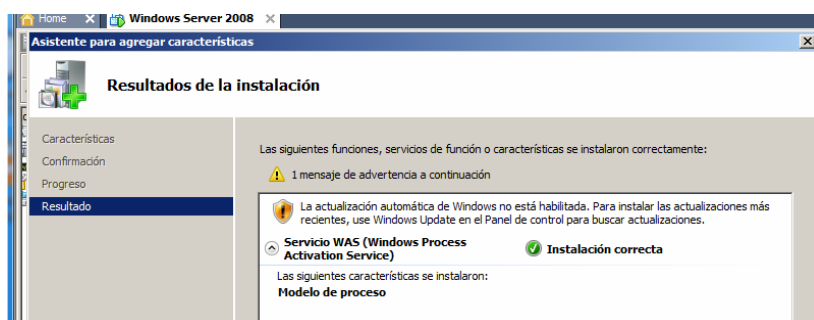 Home
Windows Server 2008
Asistente para agregar características
Resultados de la instalación
Características
Confirmación
Progreso
Resultado
Las siguientes funciones, servicios de función o características se instalaron correctamente:
1 mensaje de advertencia a continuación
La actualización automática de Windows no está habilitada. Para instalar las actualizaciones más
recientes, use Windows Update en el Panel de control para buscar actualizaciones.
Servicio WAS (Windows Process
Activation Service)
Instalación correcta
Las siguientes características se instalaron:
Modelo de proceso